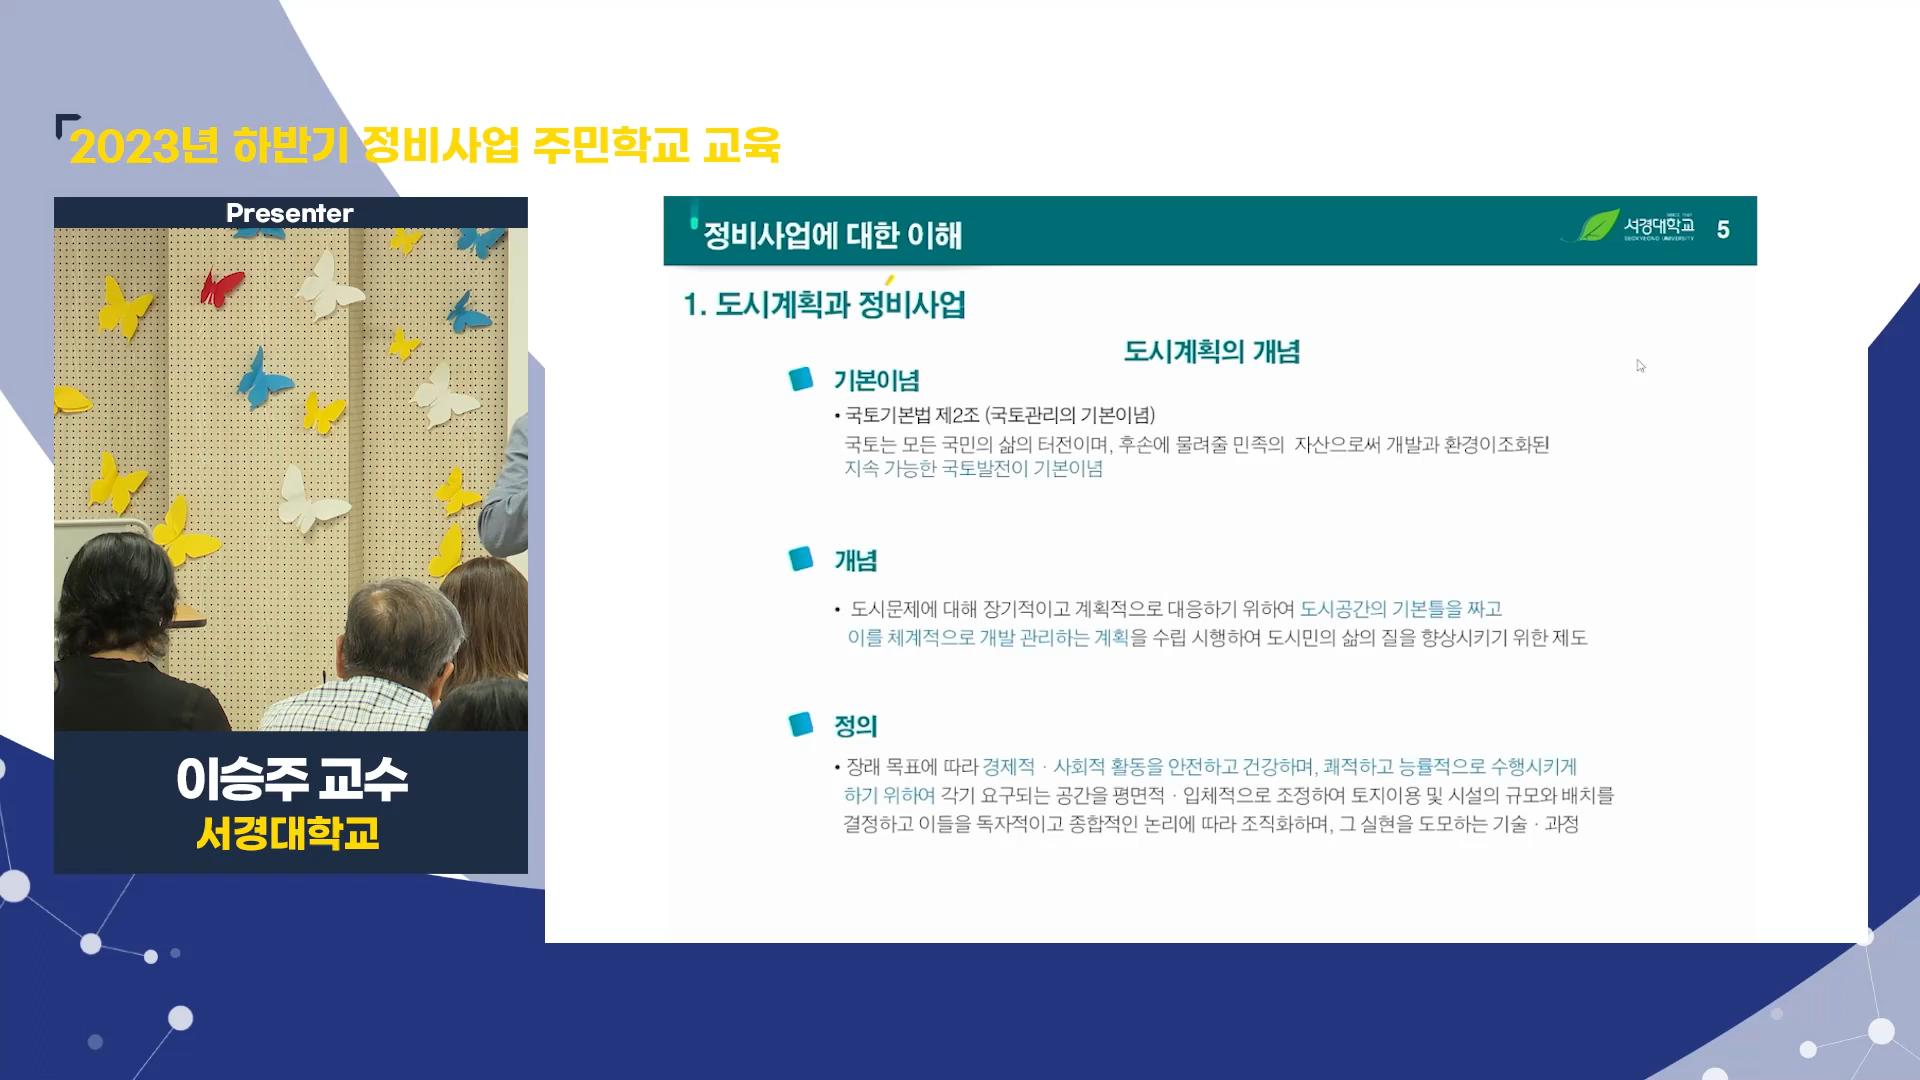 2023년 하반기 정비사업 주민학교 교육
Presenter
이승주 교수
서경대학교
정비사업에 대한 이해
SINCE 1947
서경대학교
SEOKYEONG UNIVERSITY
5
1. 도시계획과 정비사업
도시계획의 개념
기본이념
• 국토기본법 제2조 (국토관리의 기본이념)
국토는 모든 국민의 삶의 터전이며, 후손에 물려줄 민족의 자산으로써 개발과 환경이조화된
지속 가능한 국토발전이 기본이념
개념
• 도시문제에 대해 장기적이고 계획적으로 대응하기 위하여 도시공간의 기본틀을 짜고
이를 체계적으로 개발 관리하는 계획을 수립 시행하여 도시민의 삶의 질을 향상시키기 위한 제도
정의
• 장래 목표에 따라 경제적 · 사회적 활동을 안전하고 건강하며, 쾌적하고 능률적으로 수행시키게
하기 위하여 각기 요구되는 공간을 평면적 · 입체적으로 조정하여 토지이용 및 시설의 규모와 배치를
결정하고 이들을 독자적이고 종합적인 논리에 따라 조직화하며, 그 실현을 도모하는 기술 · 과정